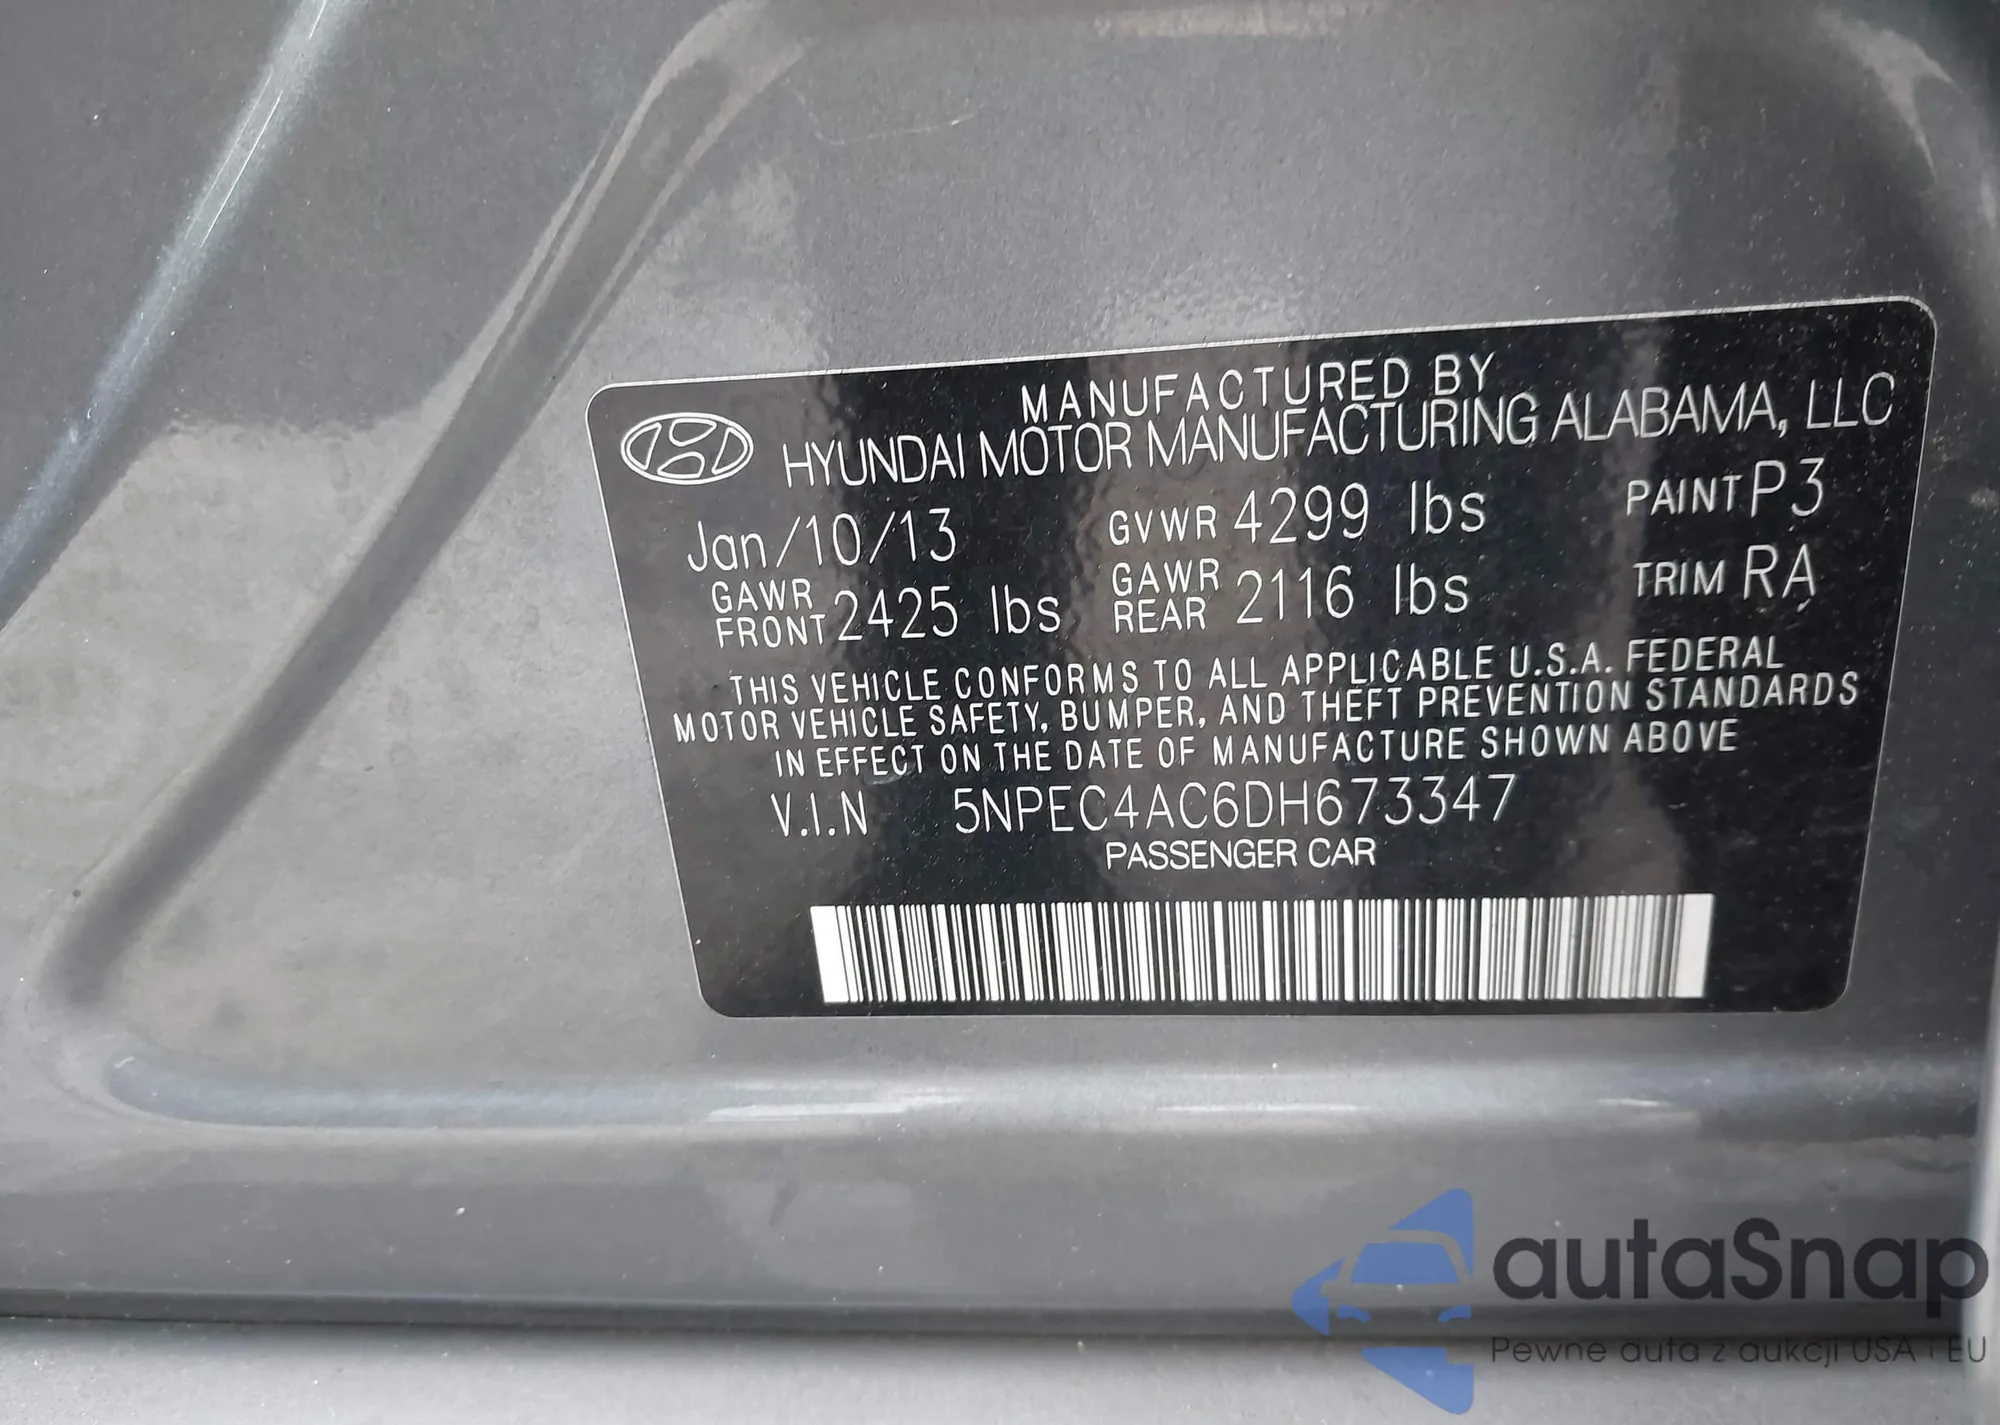 MANUFACTURED BY
HYUNDAI MOTOR MANUFACTURING ALABAMA, LLC
Jan/10/13 GVWR 4299 lbs PAINT P3
GAWR FRONT 2425 lbs GAWR REAR 2116 lbs TRIM RA
THIS VEHICLE CONFORMS TO ALL APPLICABLE U.S.A. FEDERAL
MOTOR VEHICLE SAFETY, BUMPER, AND THEFT PREVENTION STANDARDS
IN EFFECT ON THE DATE OF MANUFACTURE SHOWN ABOVE
V.I.N 5NPEC4AC6DH673347
PASSENGER CAR
autaSnap
Pewne auta z aukcji USA i EU